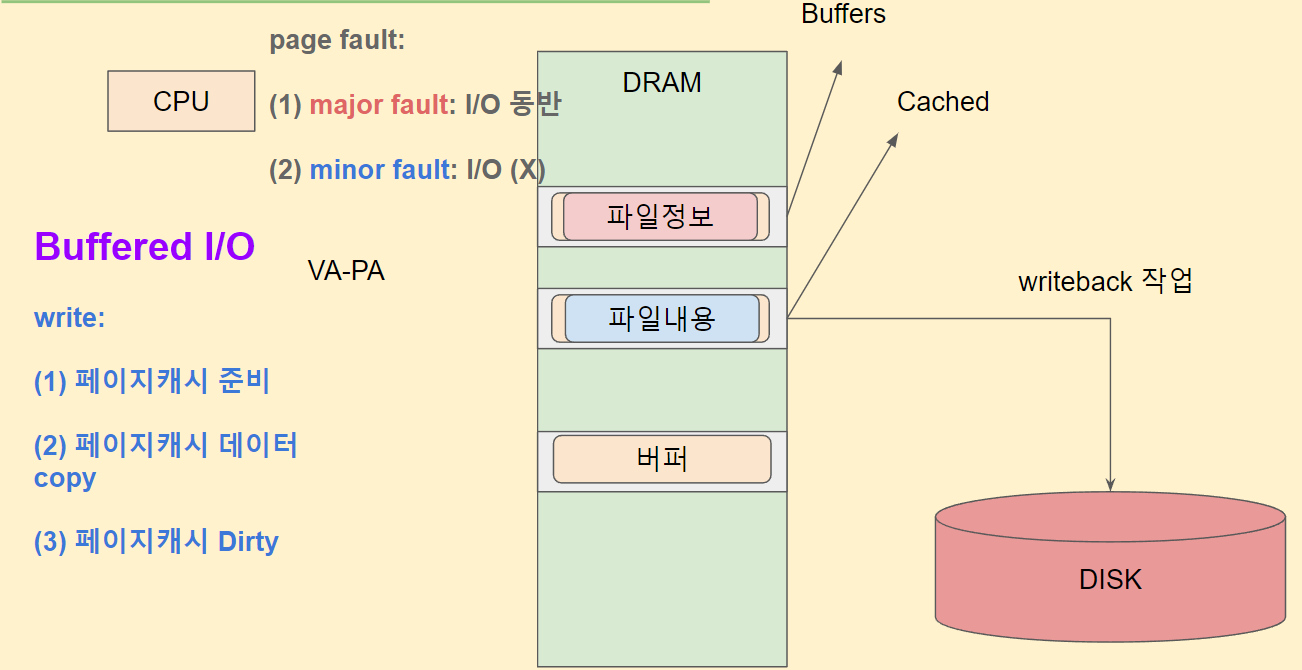 Buffers
page fault:
DRAM
CPU
Cached
(1) major fault: I/O 동반
(2) minor fault: I/O (X)
파일정보
Buffered I/O
VA-PA
writeback 작업
write:
파일내용
(1) 페이지캐시 준비
(2) 페이지캐시 데이터
copy
버퍼
(3) 페이지캐시 Dirty
DISK